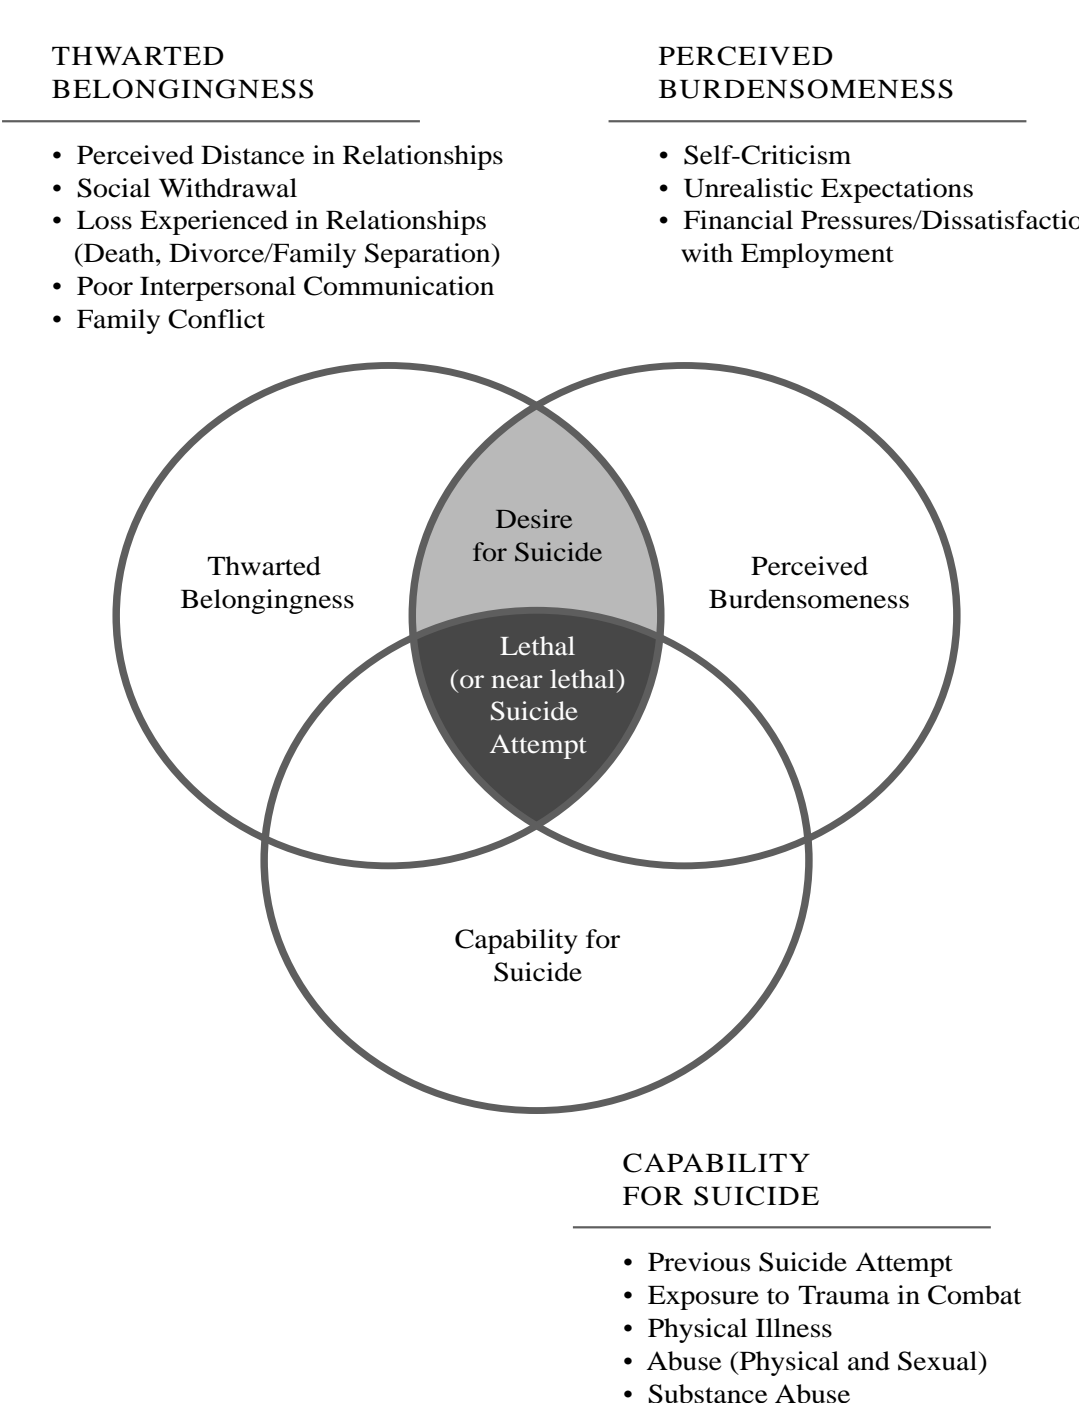 THWARTED
BELONGINGNESS
• Perceived Distance in Relationships
• Social Withdrawal
• Loss Experienced in Relationships
(Death, Divorce/Family Separation)
• Poor Interpersonal Communication
• Family Conflict
PERCEIVED
BURDENSOMENESS
• Self-Criticism
• Unrealistic Expectations
• Financial Pressures/Dissatisfactio
with Employment
Desire
for Suicide
Thwarted
Belongingness
Perceived
Burdensomeness
Lethal
(or near lethal)
Suicide
Attempt
Capability for
Suicide
CAPABILITY
FOR SUICIDE
• Previous Suicide Attempt
• Exposure to Trauma in Combat
• Physical Illness
• Abuse (Physical and Sexual)
• Substance Abuse